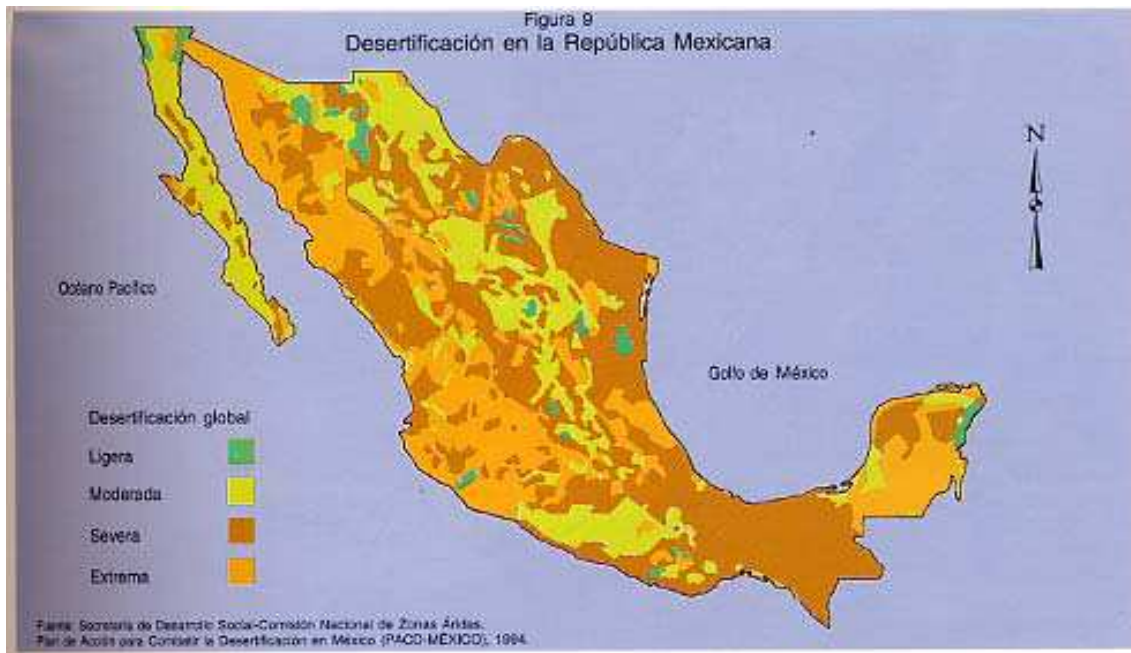 Figura 9
Desertificación en la República Mexicana
N
Océano Pacífico
Golfo de México
Desertificación global
Ligera
Moderada
Severa
Extrema
Fuente: Secretaría de Desarrollo Social-Comisión Nacional de Zonas Áridas.
Plan de Acción para Combatir la Desertificación en México (PACD-MÉXICO), 1994.